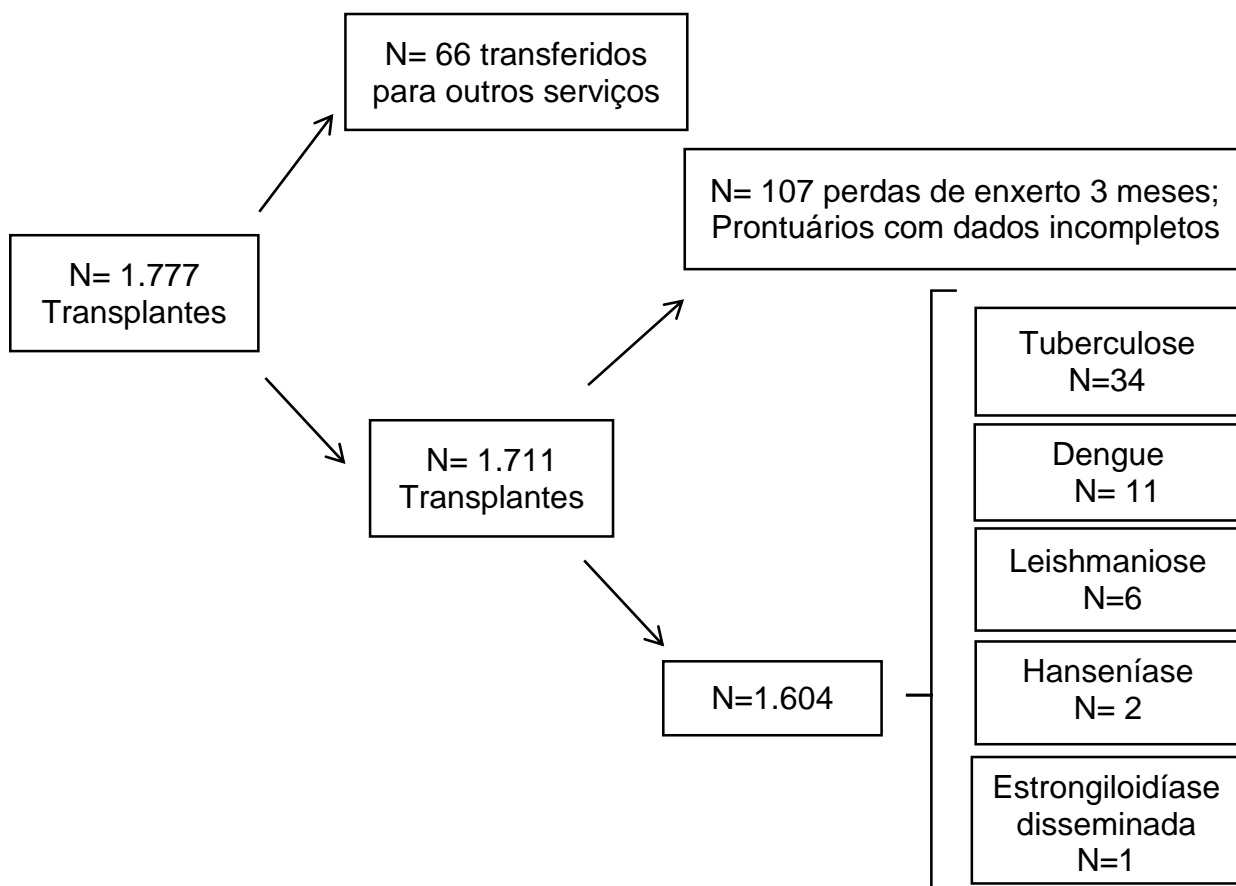 N= 66 transferidos
para outros serviços
N= 107 perdas de enxerto 3 meses;
Prontuários com dados incompletos
N= 1.777
Transplantes
N= 1.711
Transplantes
N=1.604
Tuberculose
N=34
Dengue
N= 11
Leishmaniose
N=6
Hanseníase
N= 2
Estrongiloidíase
disseminada
N=1